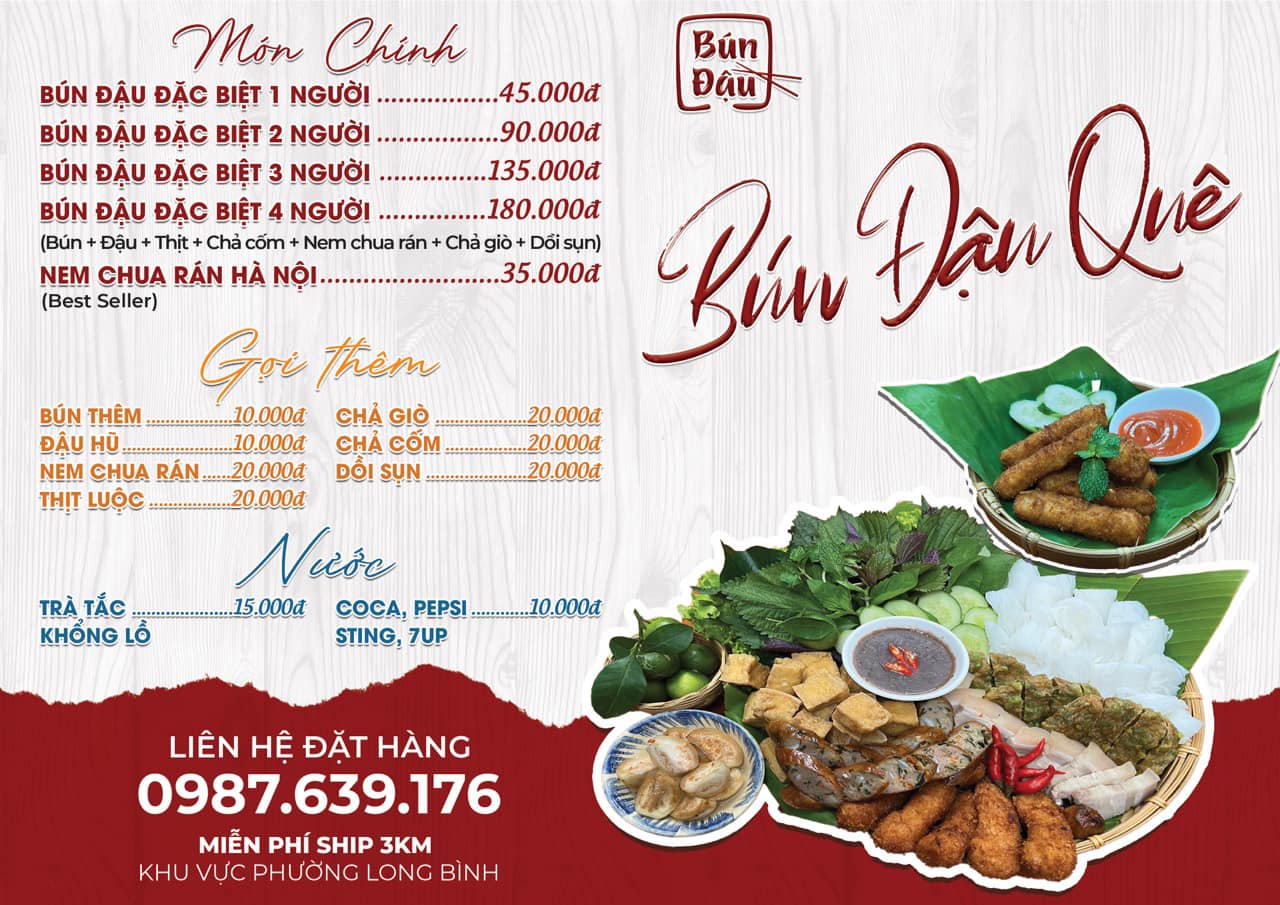 Món Chính
BÚN ĐẬU ĐẶC BIỆT 1 NGƯỜI .................45.000đ
BÚN ĐẬU ĐẶC BIỆT 2 NGƯỜI .................90.000đ
BÚN ĐẬU ĐẶC BIỆT 3 NGƯỜI ...............135.000đ
BÚN ĐẬU ĐẶC BIỆT 4 NGƯỜI ...............180.000đ
(Bún + Đậu + Thịt + Chả cốm + Nem chua rán + Chả giò + Dồi sụn)
NEM CHUA RÁN HÀ NỘI.........................35.000đ
(Best Seller)
Gọi thêm
BÚN THÊM .................10.000đ
ĐẬU HŨ ......................10.000đ
NEM CHUA RÁN ......20.000đ
THỊT LUỘC .................20.000đ
CHẢ GIÒ ...................20.000đ
CHẢ CỐM .................20.000đ
DỒI SỤN ....................20.000đ
Nước
TRÀ TẮC ....................15.000đ
KHỔNG LỒ
COCA, PEPSI ...........10.000đ
STING, 7UP
LIÊN HỆ ĐẶT HÀNG
0987.639.176
MIỄN PHÍ SHIP 3KM
KHU VỰC PHƯỜNG LONG BÌNH
Bún
Đậu
Bún Đậu Quê